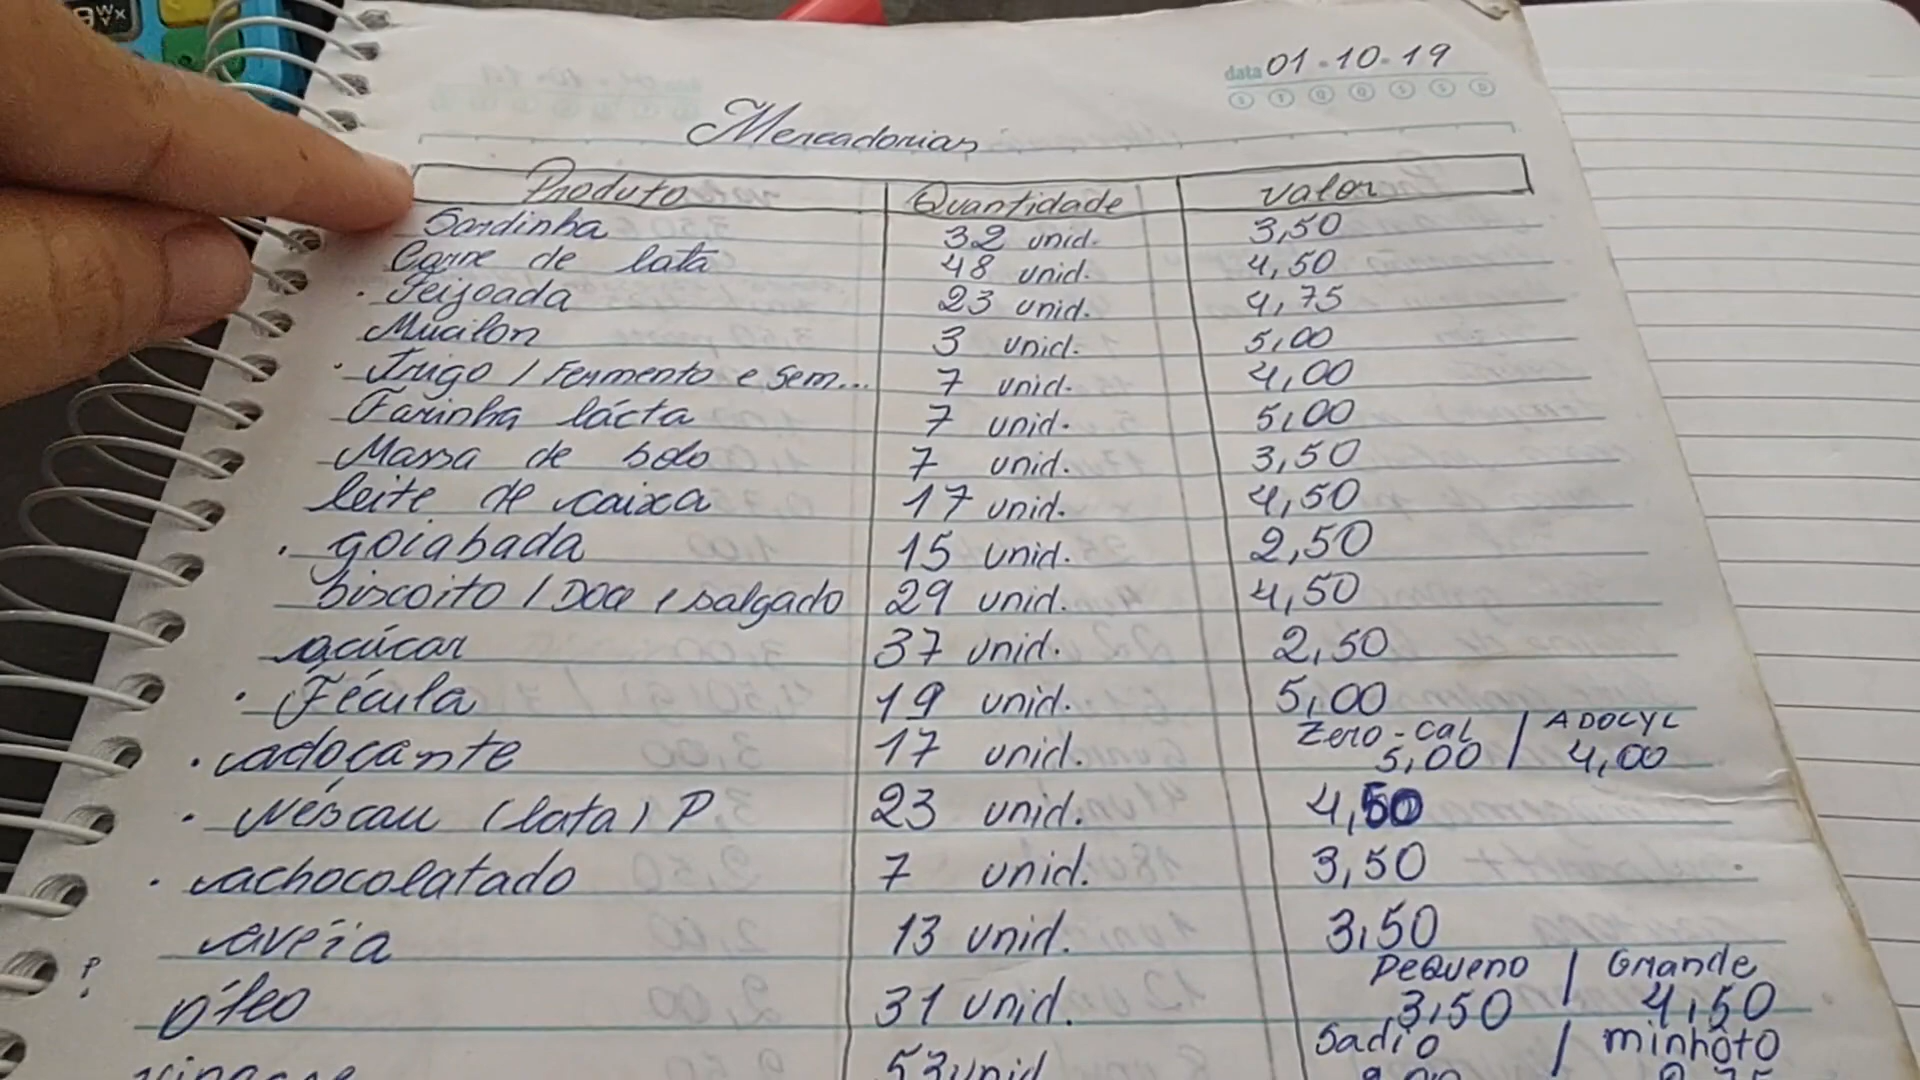 data 01-10-19
Mercadorias
Produto Quantidade Valor
Sardinha 32 unid. 3,50
Carne de lata 48 unid. 4,50
· Feijoada 23 unid. 4,75
Mucilon 3 unid. 5,00
· Trigo / Fermento e Sem... 7 unid. 4,00
Farinha lácta 7 unid. 5,00
Massa de bolo 7 unid. 3,50
leite de caixa 17 unid. 4,50
· goiabada 15 unid. 2,50
biscoito / Doce e salgado 29 unid. 4,50
açúcar 37 unid. 2,50
· Fécula 19 unid. 5,00
Zero-Cal / ADOCYL
· adoçante 17 unid. 5,00 / 4,00
· Néscau (lata) P 23 unid. 4,50
· achocolatado 7 unid. 3,50
aveia 13 unid. 3,50
Pequeno / Grande
? óleo 31 unid. 3,50 4,50
Sadio / minhoto
53 unid